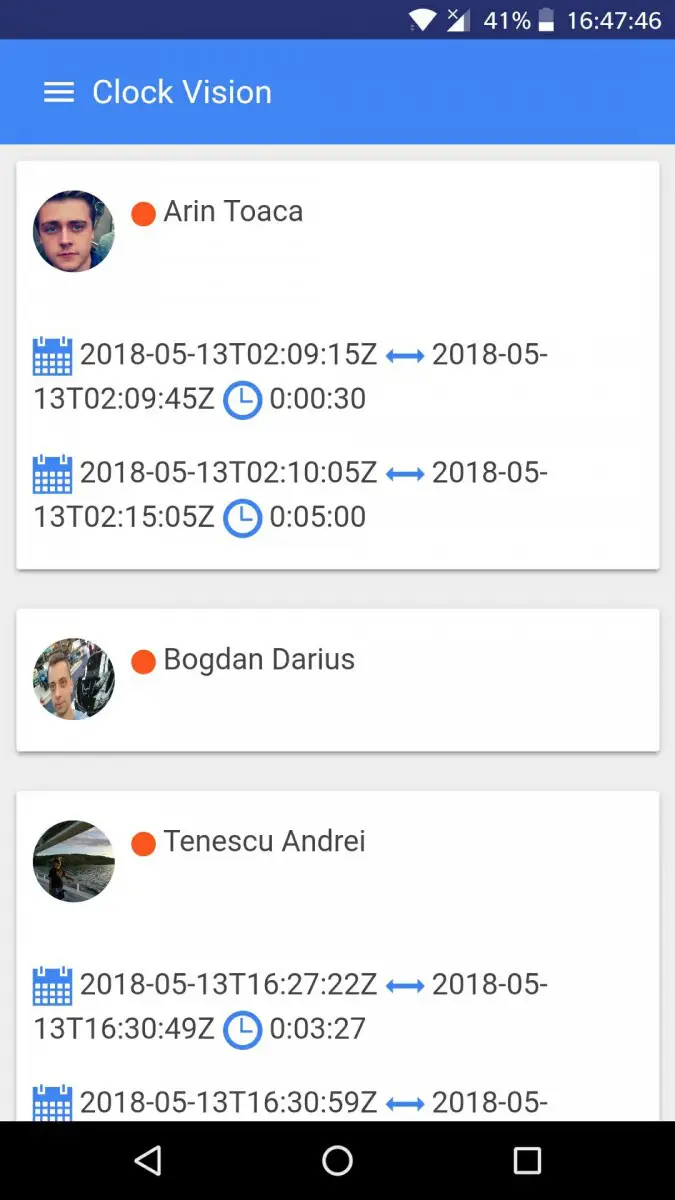 41% 16:47:46
Clock Vision
Arin Toaca
2018-05-13T02:09:15Z 2018-05-
13T02:09:45Z 0:00:30
2018-05-13T02:10:05Z 2018-05-
13T02:15:05Z 0:05:00
Bogdan Darius
Tenescu Andrei
2018-05-13T16:27:22Z 2018-05-
13T16:30:49Z 0:03:27
2018-05-13T16:30:59Z 2018-05-